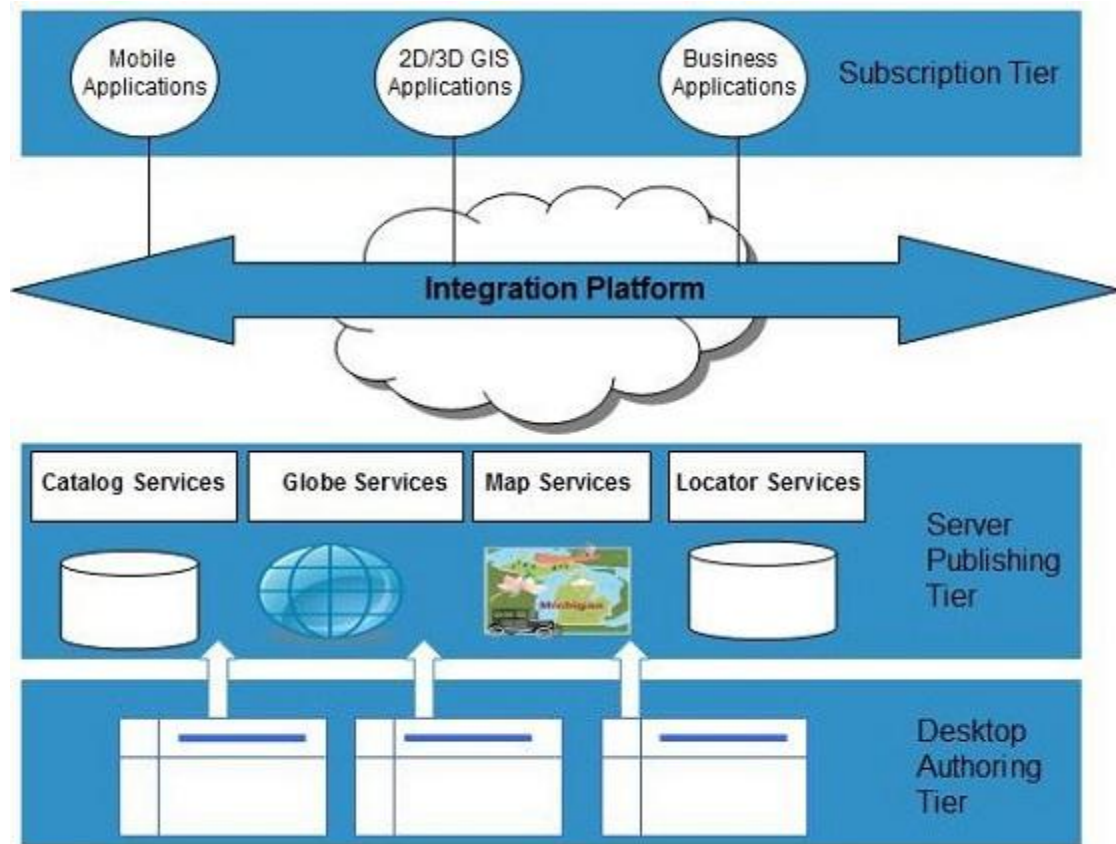 Mobile
Applications
2D/3D GIS
Applications
Business
Applications
Subscription Tier
Integration Platform
Catalog Services
Globe Services
Map Services
Locator Services
Michigan
Server
Publishing
Tier
Desktop
Authoring
Tier